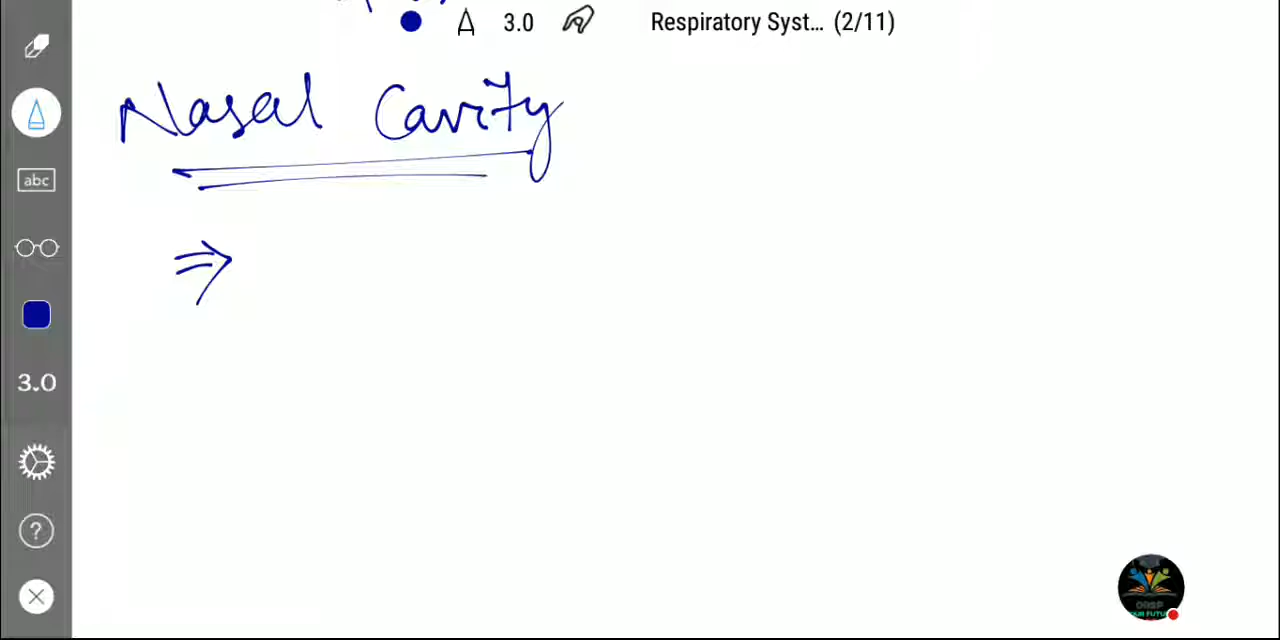 3.0 Respiratory Syst... (2/11)
Nasal Cavity
⇒
abc
3.0
?